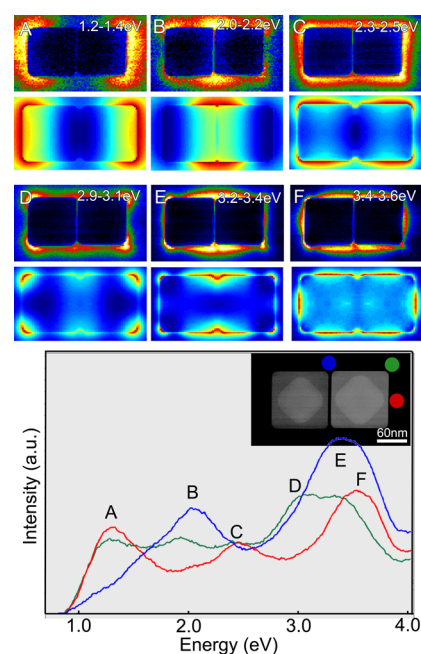 A 1.2-1.4eV
B 2.0-2.2eV
C 2.3-2.5eV
D 2.9-3.1eV
E 3.2-3.4eV
F 3.4-3.6eV
60nm
A
B
C
D
E
F
Intensity (a.u.)
1.0 2.0 3.0 4.0
Energy (eV)